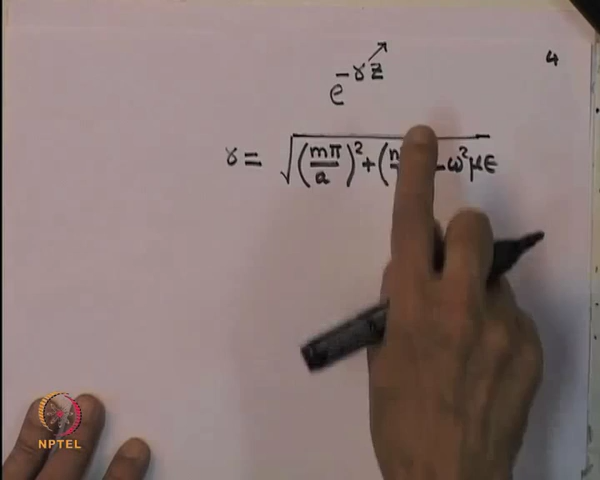 4
e^{-γz}
γ = √((mπ/a)² + (n - ω²με
NPTEL